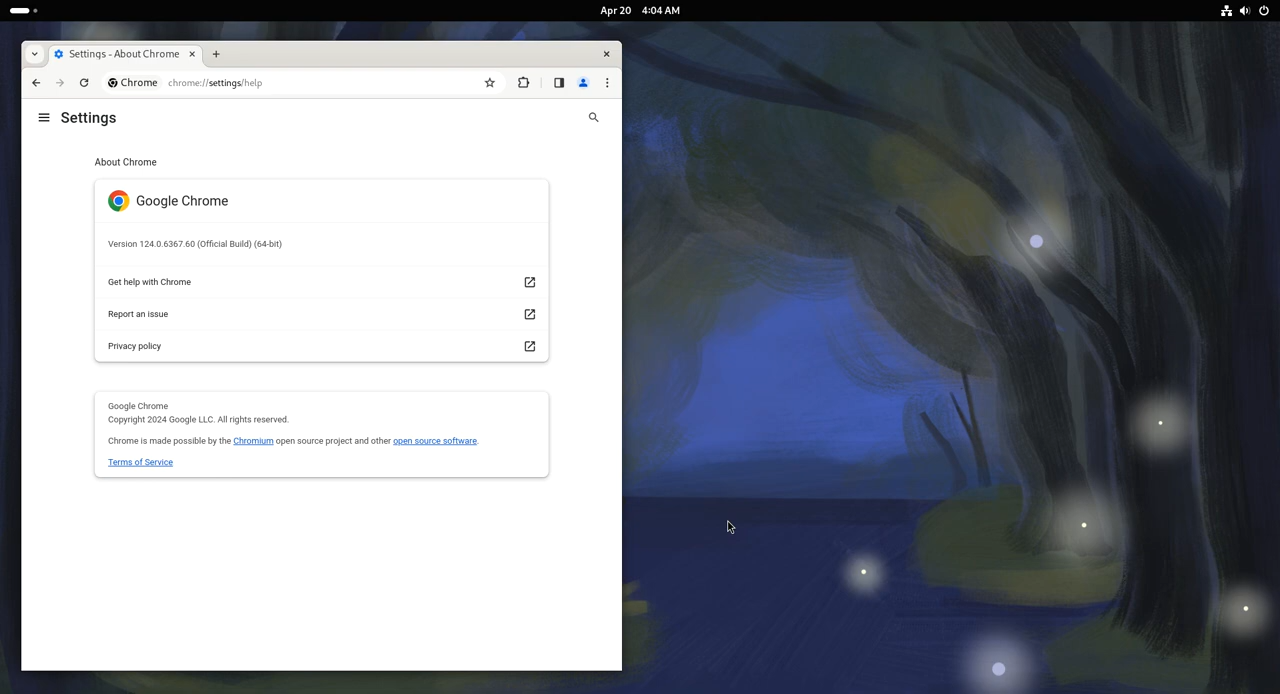 Apr 20 4:04 AM
Settings - About Chrome
Chrome chrome://settings/help
Settings
About Chrome
Google Chrome
Version 124.0.6367.60 (Official Build) (64-bit)
Get help with Chrome
Report an issue
Privacy policy
Google Chrome
Copyright 2024 Google LLC. All rights reserved.
Chrome is made possible by the Chromium open source project and other open source software.
Terms of Service